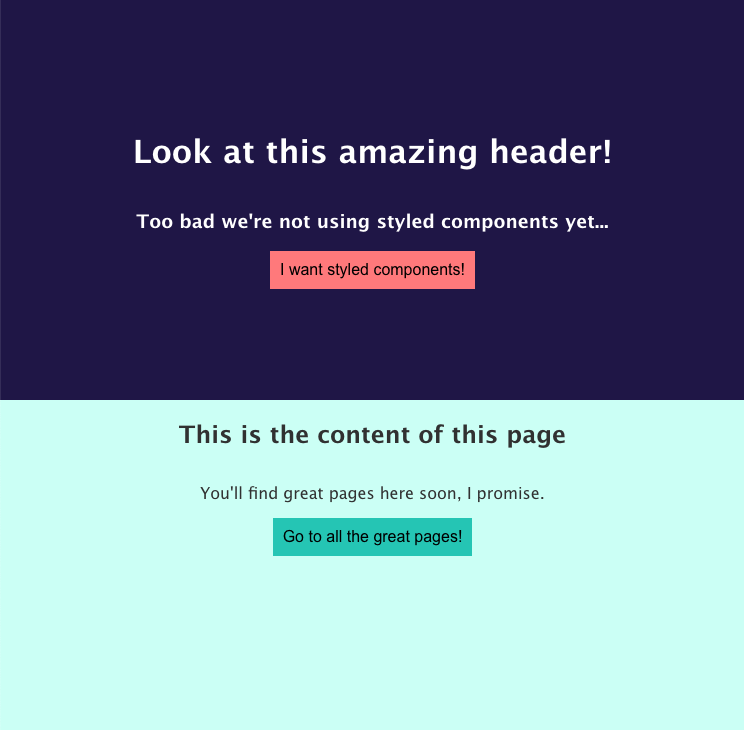 Look at this amazing header!
Too bad we're not using styled components yet...
I want styled components!
This is the content of this page
You'll find great pages here soon, I promise.
Go to all the great pages!